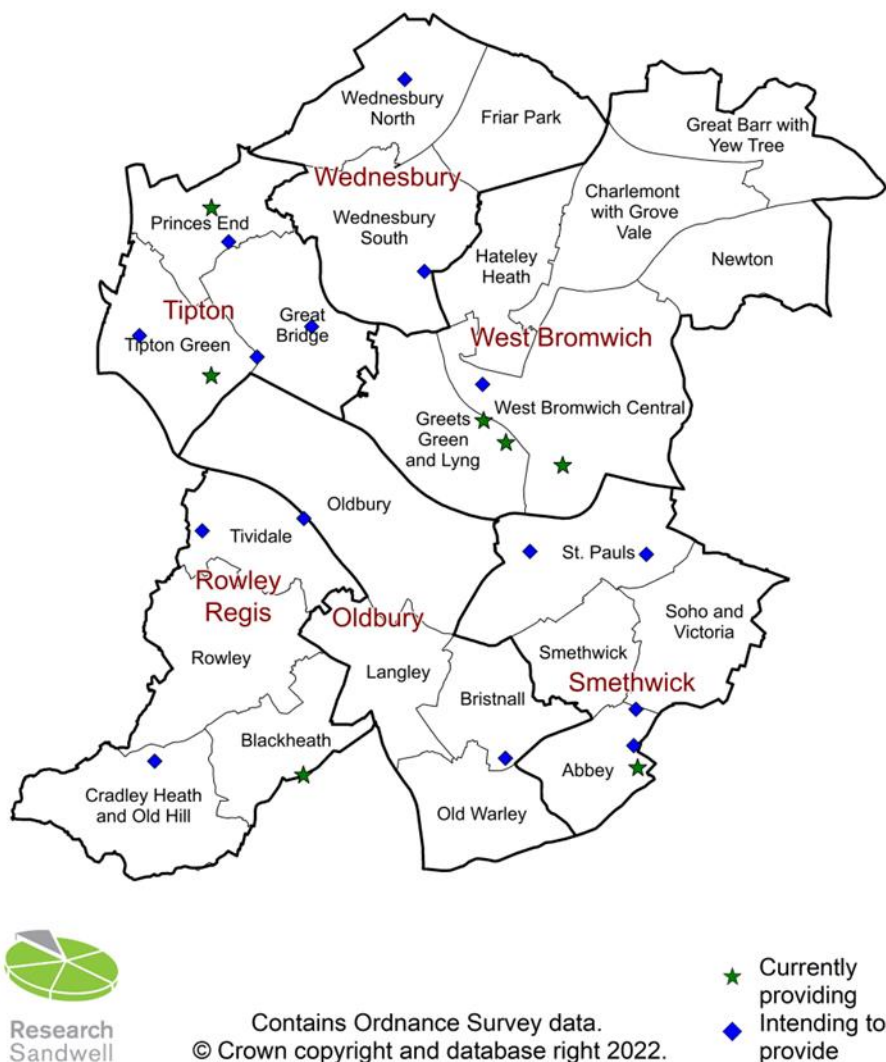 Wednesbury
North
Friar Park
Great Barr with
Yew Tree
Wednesbury
Charlemont
with Grove
Vale
Princes End
Wednesbury
South
Hateley
Heath
Newton
Tipton
Great
Bridge
Tipton Green
West Bromwich
West Bromwich Central
Greets
Green
and Lyng
Oldbury
Tividale
St. Pauls
Rowley
Regis
Oldbury
Soho and
Victoria
Rowley
Langley
Smethwick
Smethwick
Bristnall
Blackheath
Abbey
Cradley Heath
and Old Hill
Old Warley
Research
Sandwell
Contains Ordnance Survey data.
© Crown copyright and database right 2022.
Currently
providing
Intending to
provide